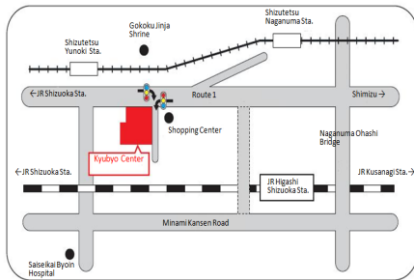 Gokoku Jinja
Shrine
Shizutetsu
Naganuma Sta.
Shizutetsu
Yunoki Sta.
←JR Shizuoka Sta.
Route 1
Shimizu→
Shopping Center
Naganuma Ohashi
Bridge
Kyubyo Center
←JR Shizuoka Sta.
JR Kusanagi Sta.→
JR Higashi
Shizuoka Sta.
Minami Kansen Road
Saiseikai Byoin
Hospital